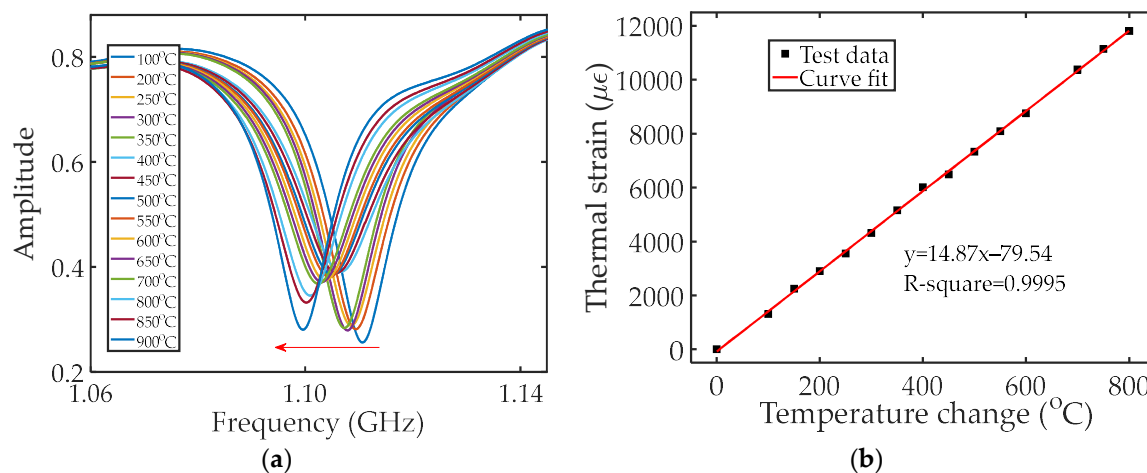 0.8
0.6
0.4
0.2
Amplitude
100°C
200°C
250°C
300°C
350°C
400°C
450°C
500°C
550°C
600°C
650°C
700°C
800°C
850°C
900°C
1.06
1.10
1.14
Frequency (GHz)
(a)
12000
10000
8000
6000
4000
2000
0
Thermal strain (με)
Test data
Curve fit
y=14.87x–79.54
R-square=0.9995
0
200
400
600
800
Temperature change (°C)
(b)